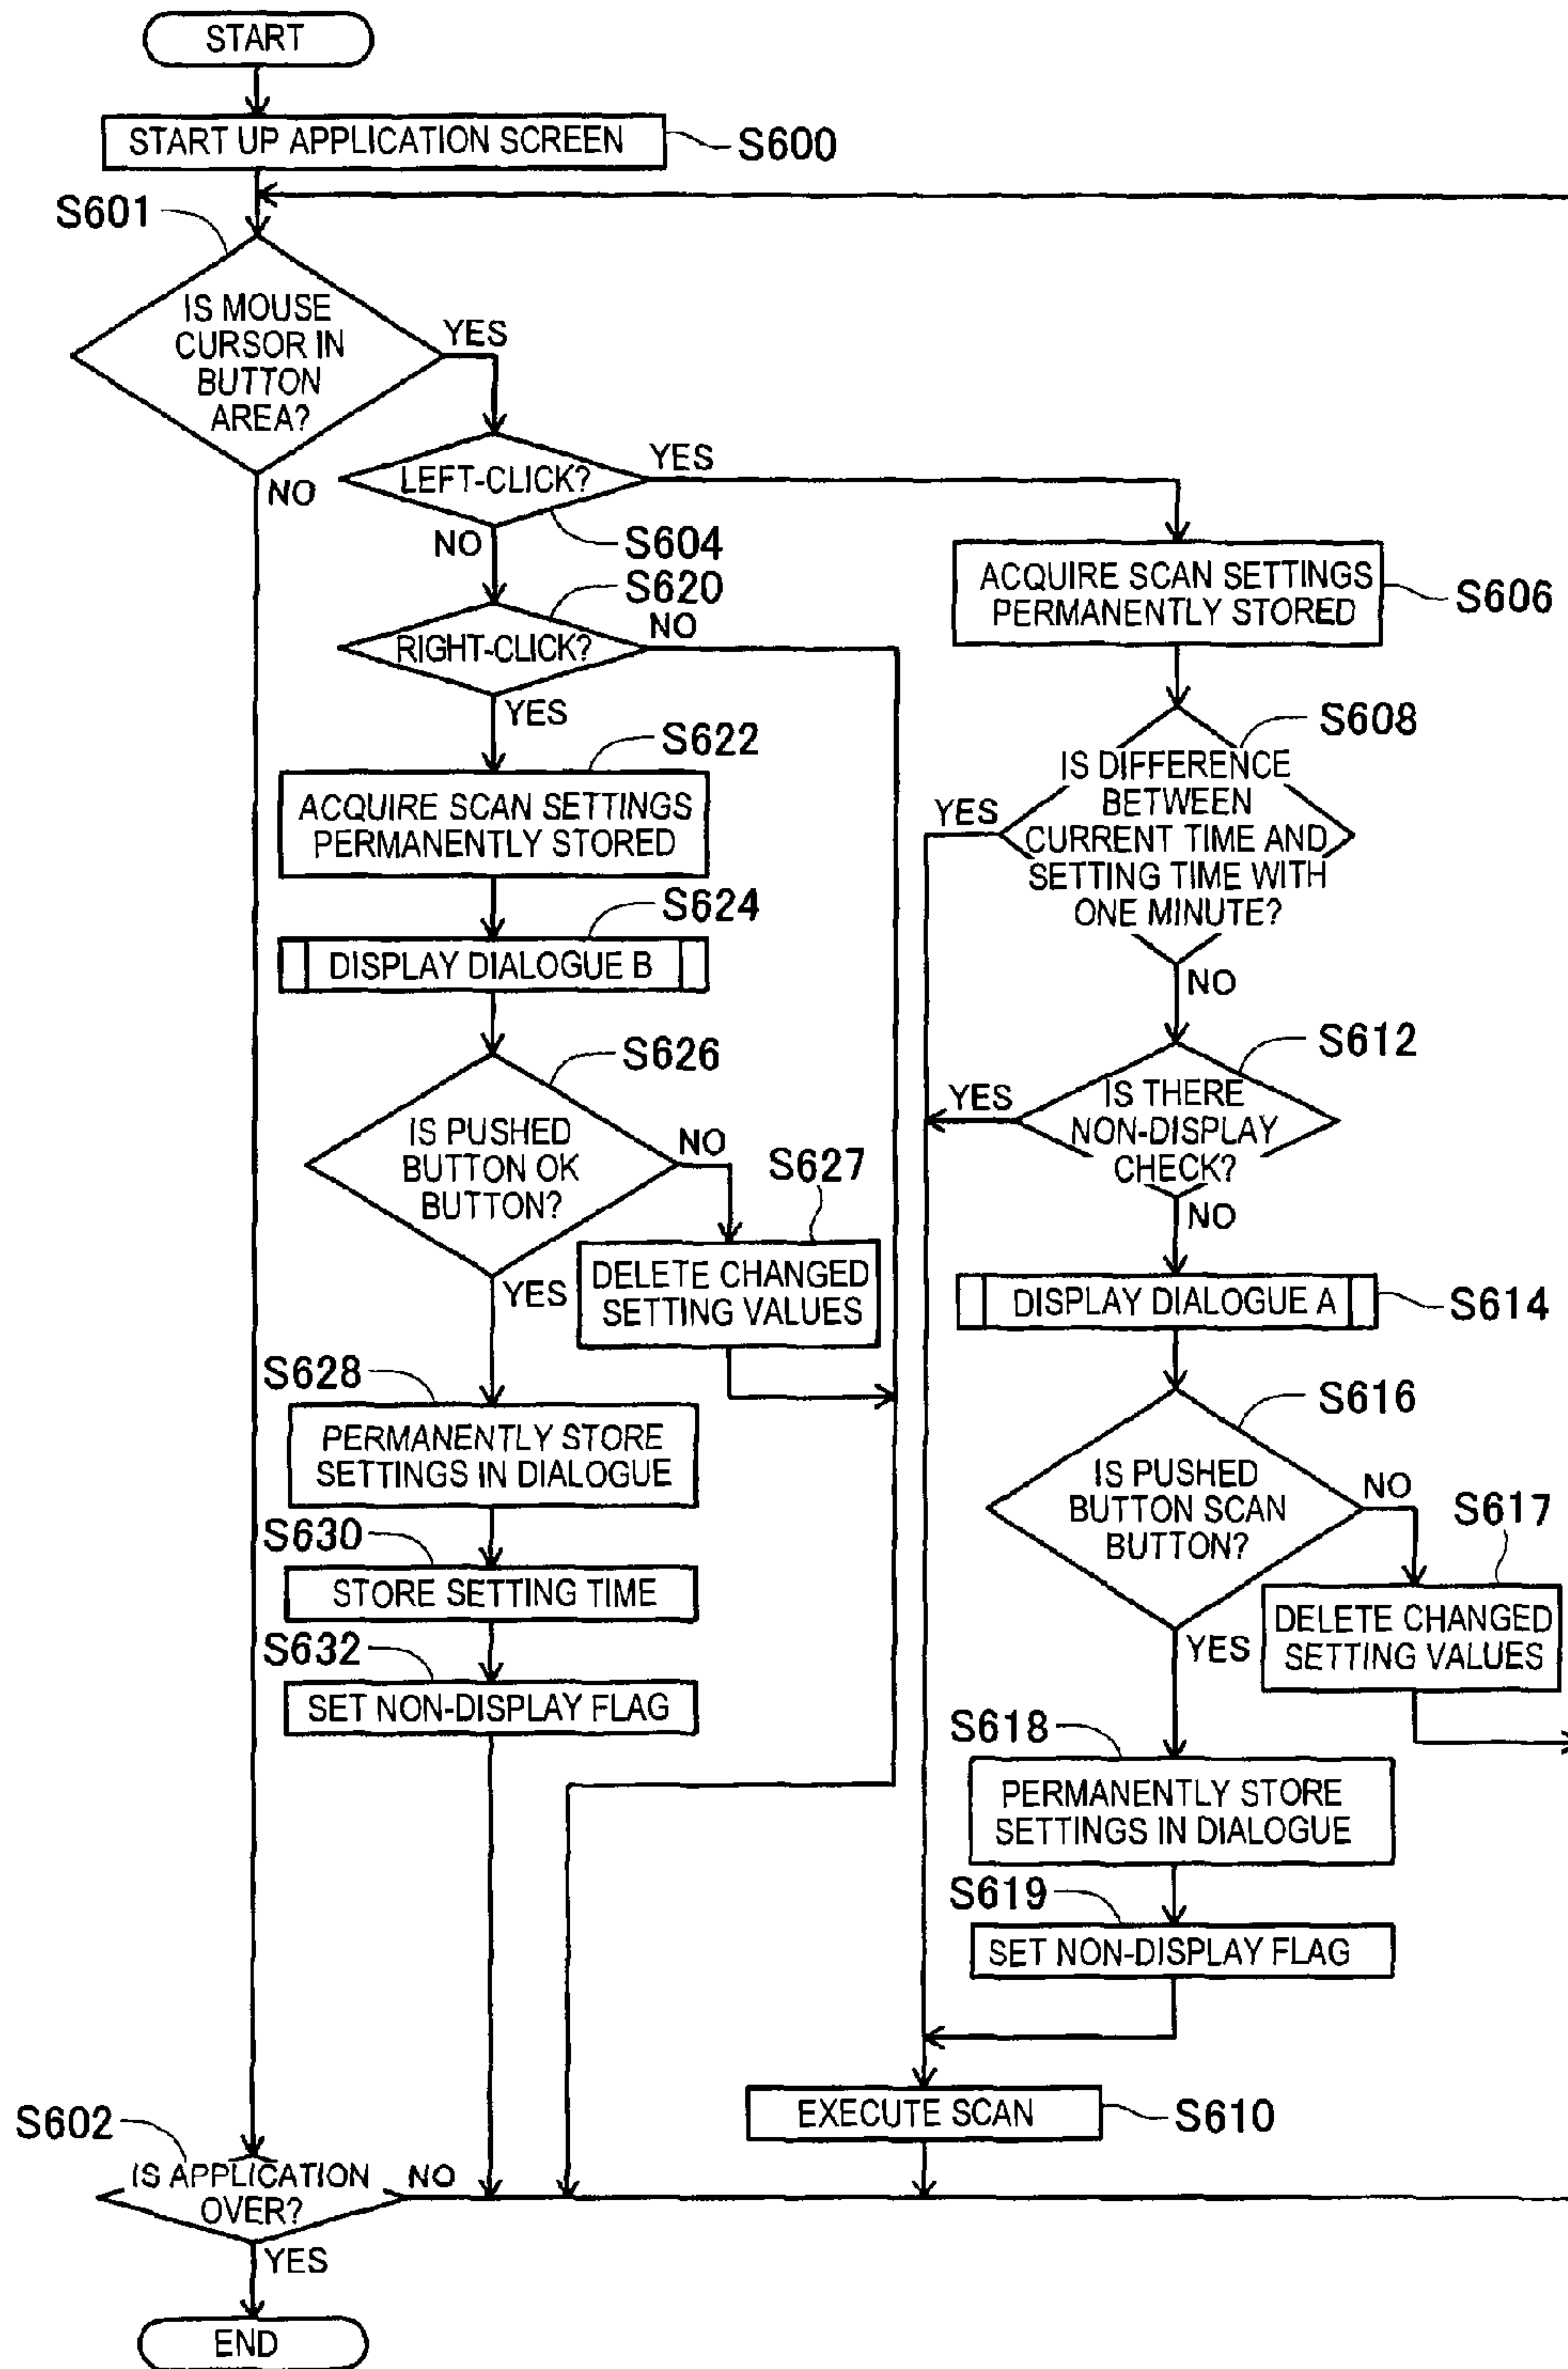 START
START UP APPLICATION SCREEN
S600
S601
IS MOUSE
CURSOR IN
BUTTON
AREA?
YES
NO
LEFT-CLICK?
YES
NO
S604
S620
RIGHT-CLICK?
NO
YES
S622
ACQUIRE SCAN SETTINGS
PERMANENTLY STORED
S624
DISPLAY DIALOGUE B
S626
IS PUSHED
BUTTON OK
BUTTON?
NO
YES
S627
DELETE CHANGED
SETTING VALUES
S628
PERMANENTLY STORE
SETTINGS IN DIALOGUE
S630
STORE SETTING TIME
S632
SET NON-DISPLAY FLAG
ACQUIRE SCAN SETTINGS
PERMANENTLY STORED
S606
S608
IS DIFFERENCE
BETWEEN
CURRENT TIME AND
SETTING TIME WITH
ONE MINUTE?
YES
NO
S612
IS THERE
NON-DISPLAY
CHECK?
YES
NO
DISPLAY DIALOGUE A
S614
S616
IS PUSHED
BUTTON SCAN
BUTTON?
NO
YES
S617
DELETE CHANGED
SETTING VALUES
S618
PERMANENTLY STORE
SETTINGS IN DIALOGUE
S619
SET NON-DISPLAY FLAG
EXECUTE SCAN
S610
S602
IS APPLICATION
OVER?
NO
YES
END